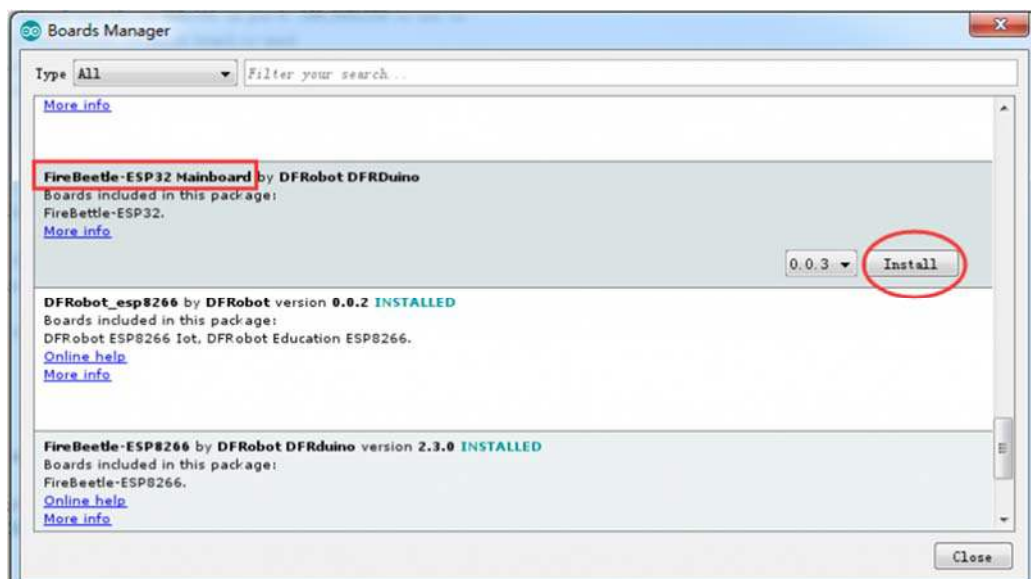 Boards Manager
Type All Filter your search...
More info
FireBeetle-ESP32 Mainboard by DFRobot DFRDuino
Boards included in this package:
FireBettle-ESP32.
More info
0.0.3 Install
DFRobot_esp8266 by DFRobot version 0.0.2 INSTALLED
Boards included in this package:
DFRobot ESP8266 Iot, DFRobot Education ESP8266.
Online help
More info
FireBeetle-ESP8266 by DFRobot DFRduino version 2.3.0 INSTALLED
Boards included in this package:
FireBeetle-ESP8266.
Online help
More info
Close